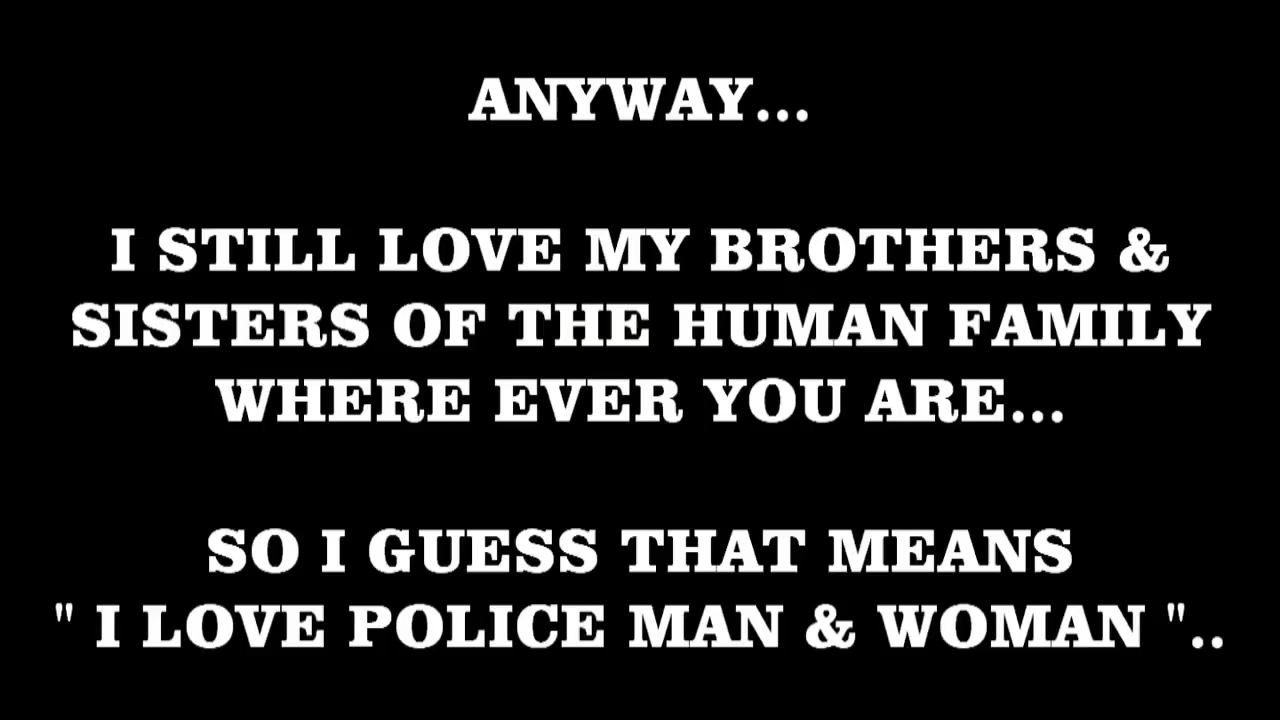 ANYWAY...
I STILL LOVE MY BROTHERS &
SISTERS OF THE HUMAN FAMILY
WHERE EVER YOU ARE...
SO I GUESS THAT MEANS
" I LOVE POLICE MAN & WOMAN "..